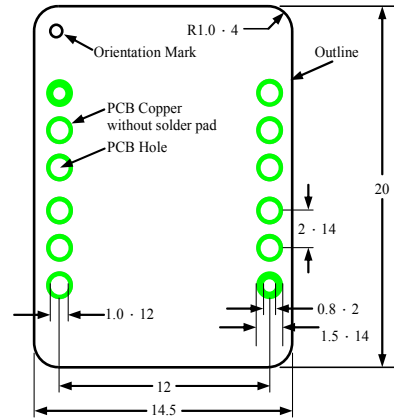 R1.0 · 4
Orientation Mark
Outline
PCB Copper
without solder pad
PCB Hole
20
2 · 14
1.0 · 12
0.8 · 2
1.5 · 14
12
14.5